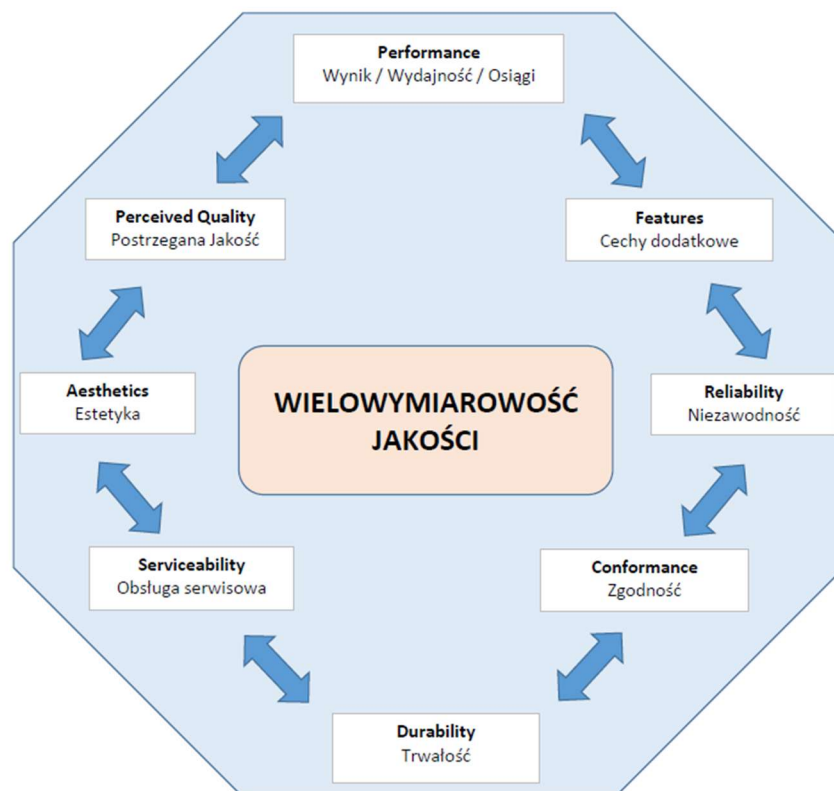 Performance
Wynik / Wydajność / Osiągi
Perceived Quality
Postrzegana Jakość
Features
Cechy dodatkowe
Aesthetics
Estetyka
WIELOWYMIAROWOŚĆ
JAKOŚCI
Reliability
Niezawodność
Serviceability
Obsługa serwisowa
Conformance
Zgodność
Durability
Trwałość